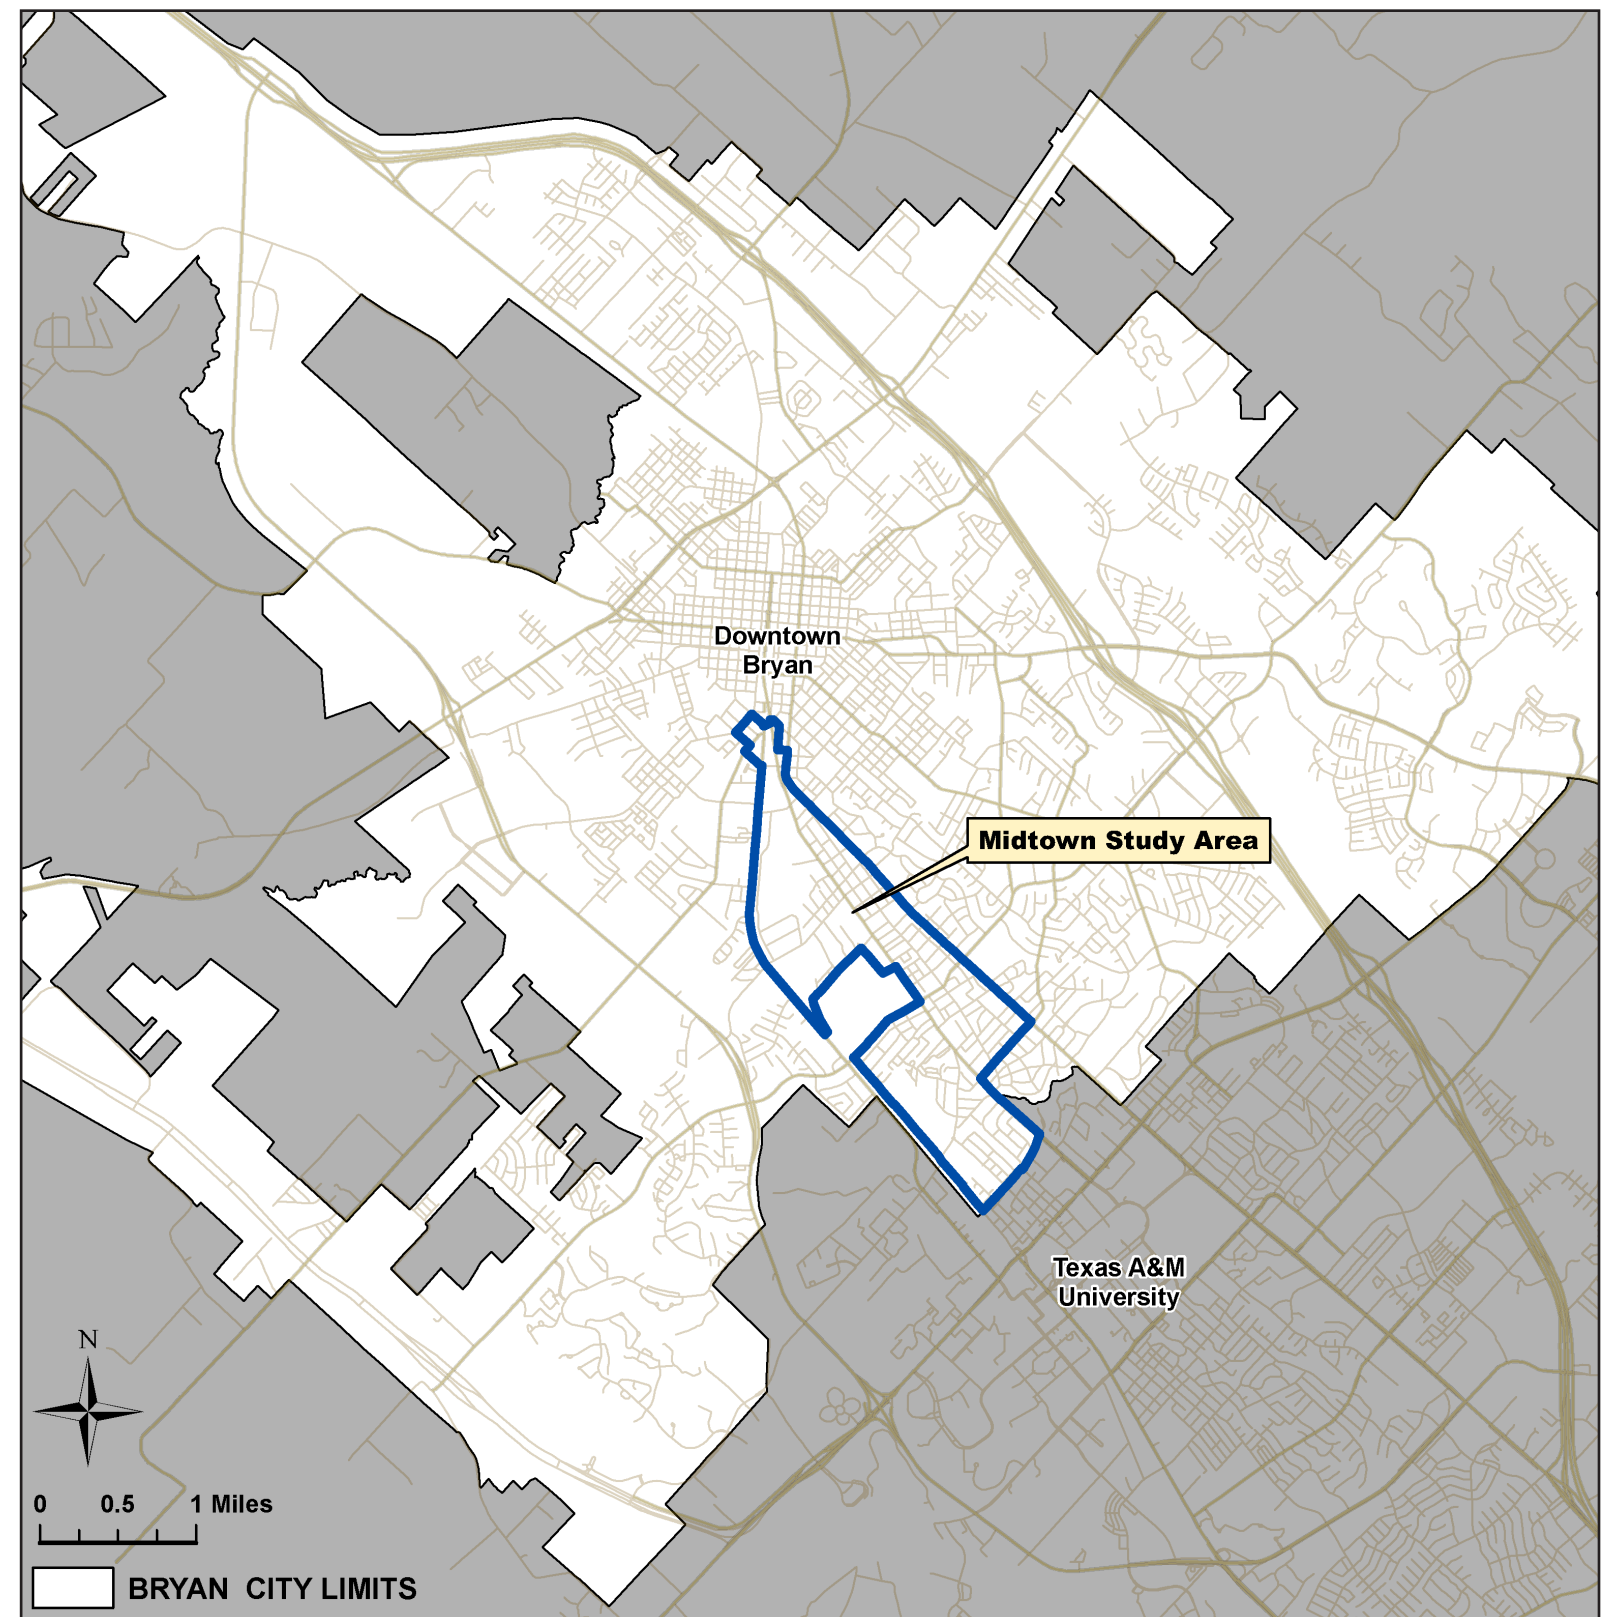 Downtown
Bryan
Midtown Study Area
Texas A&M
University
N
0 0.5 1 Miles
BRYAN CITY LIMITS